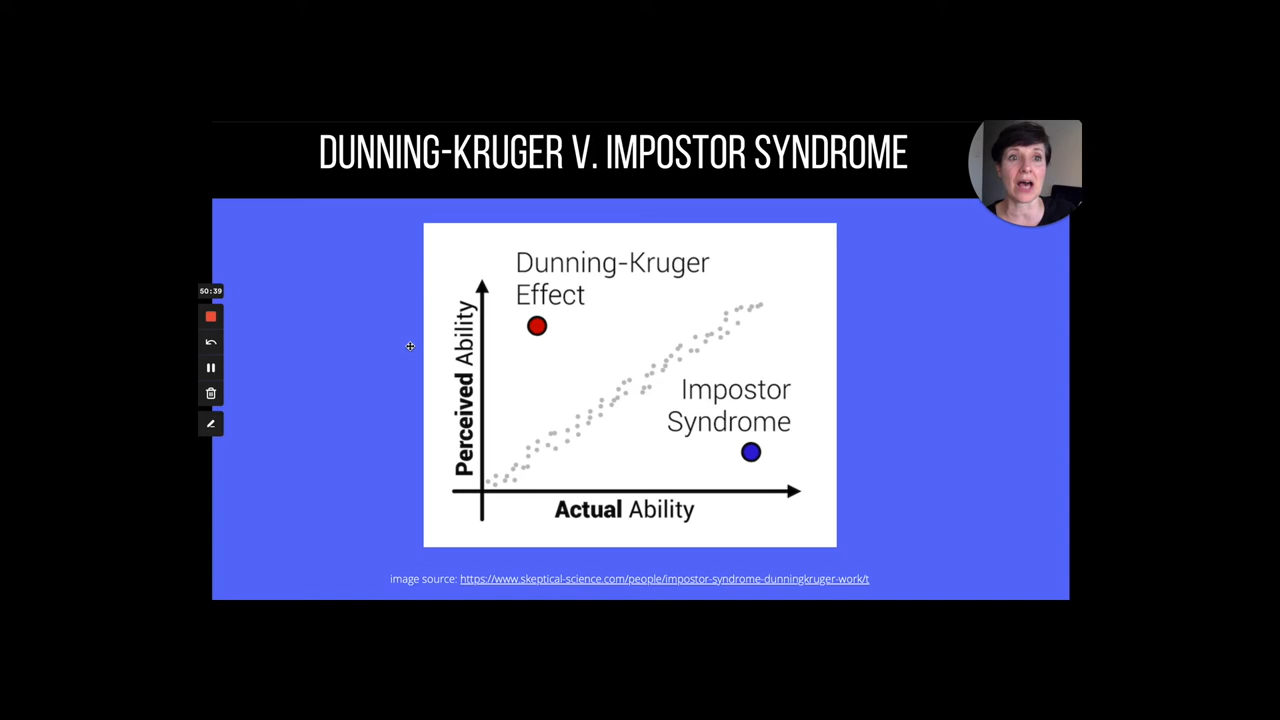 DUNNING-KRUGER V. IMPOSTOR SYNDROME
Dunning-Kruger
Effect
50:39
Perceived Ability
Impostor
Syndrome
Actual Ability
image source: https://www.skeptical-science.com/people/impostor-syndrome-dunningkruger-work/t